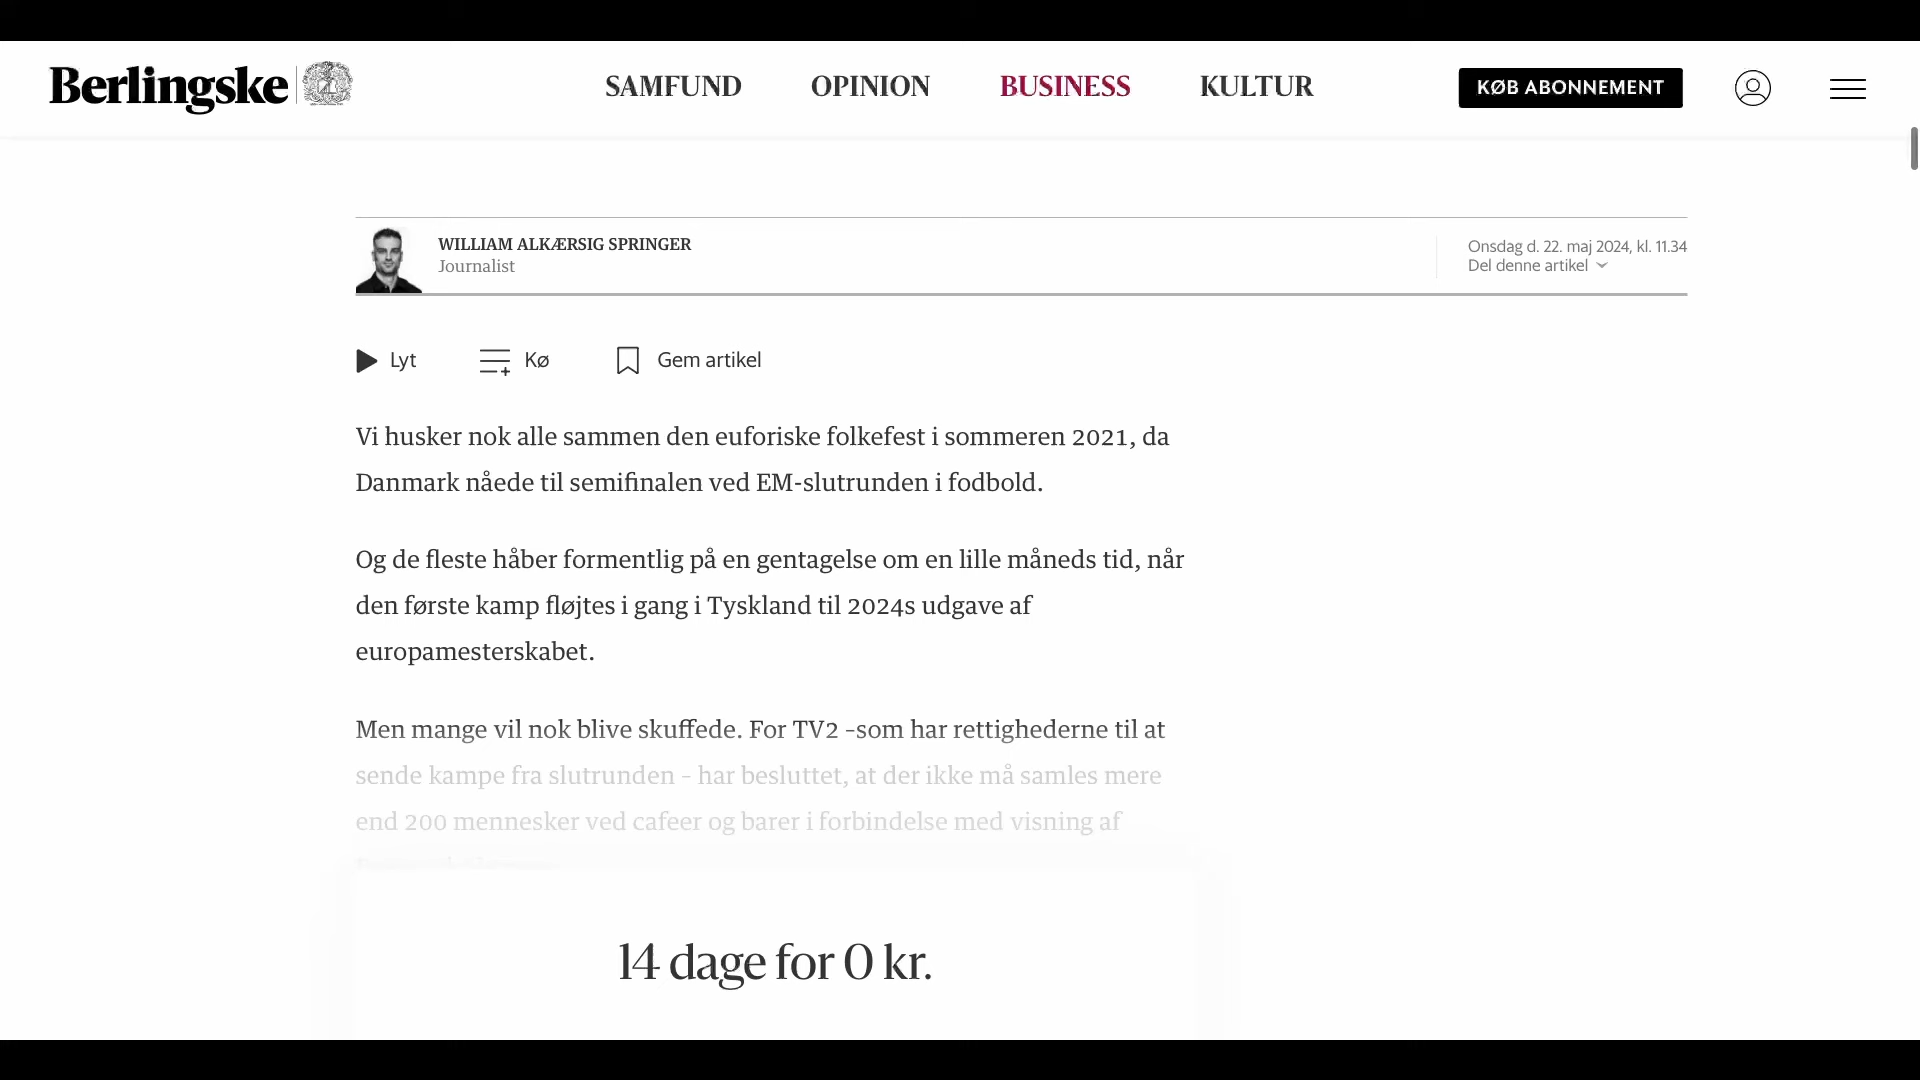 Berlingske
SAMFUND
OPINION
BUSINESS
KULTUR
KØB ABONNEMENT
WILLIAM ALKÆRSIG SPRINGER
Journalist
Onsdag d. 22. maj 2024, kl. 11.34
Del denne artikel
Lyt
Kø
Gem artikel
Vi husker nok alle sammen den euforiske folkefest i sommeren 2021, da
Danmark nåede til semifinalen ved EM-slutrunden i fodbold.
Og de fleste håber formentlig på en gentagelse om en lille måneds tid, når
den første kamp fløjtes i gang i Tyskland til 2024s udgave af
europamesterskabet.
Men mange vil nok blive skuffede. For TV2 –som har rettighederne til at
sende kampe fra slutrunden – har besluttet, at der ikke må samles mere
end 200 mennesker ved cafeer og barer i forbindelse med visning af
14 dage for 0 kr.